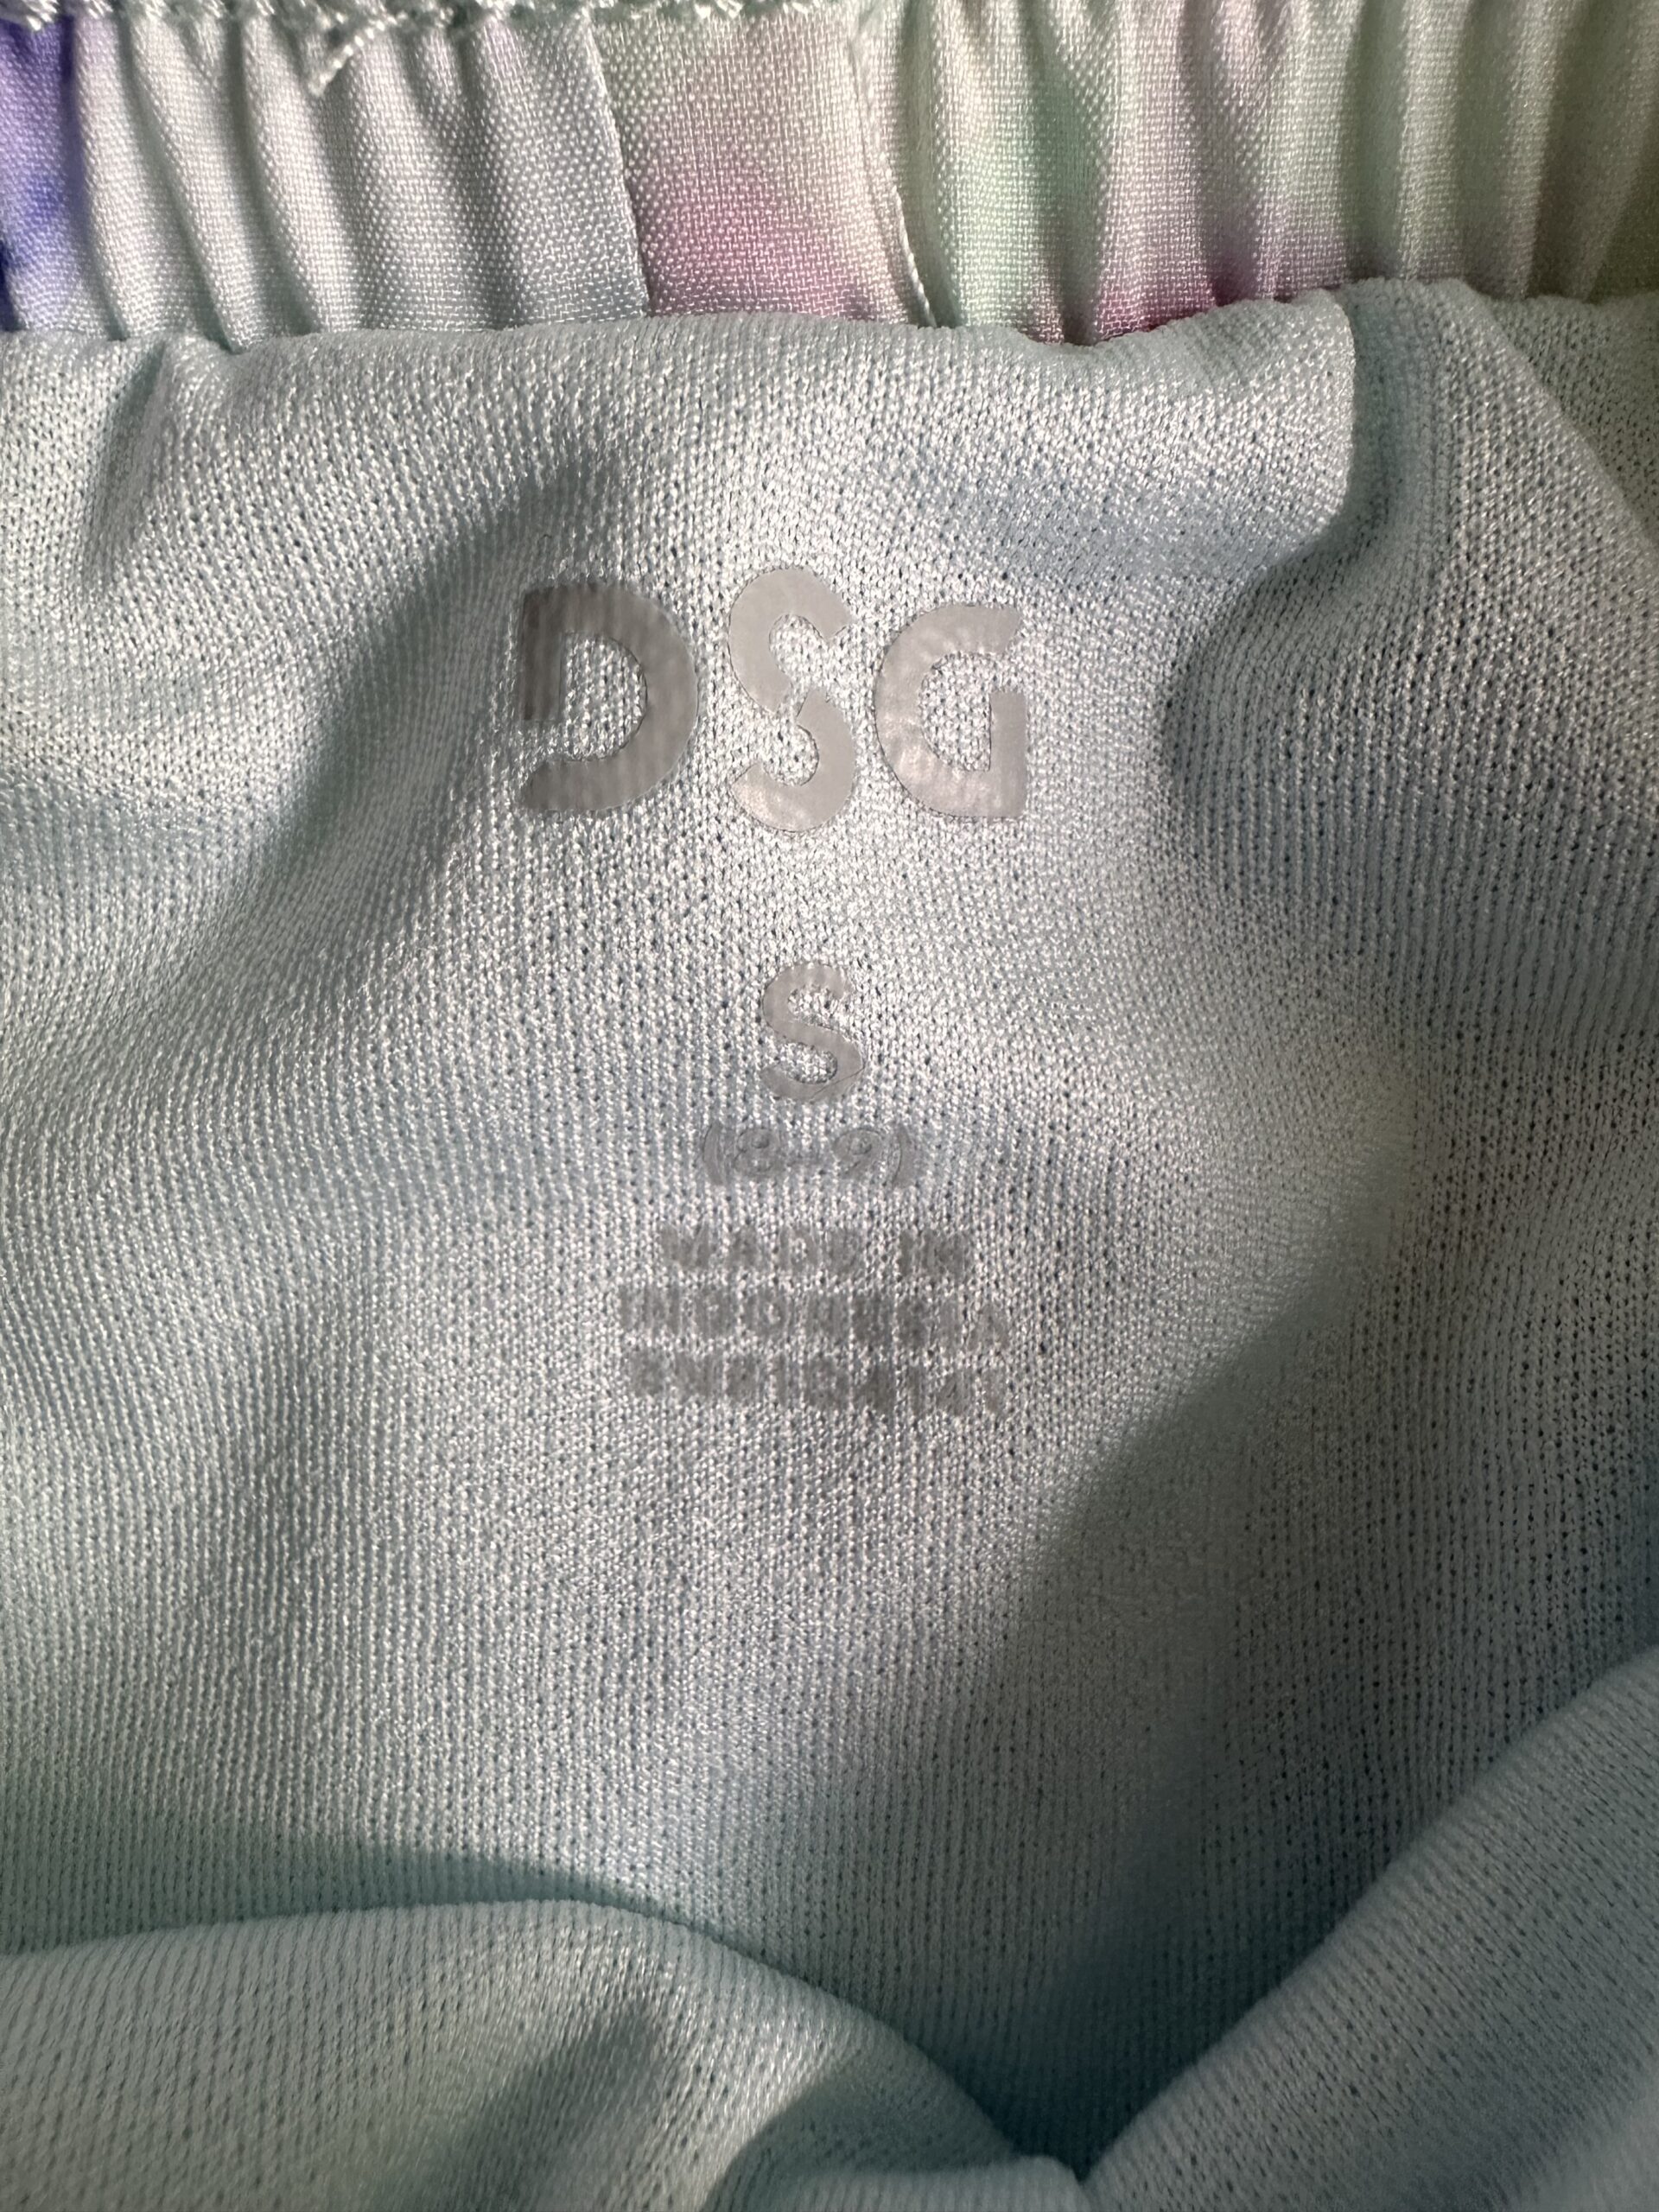 DSG
S
(8-9)
MADE IN
INDONESIA